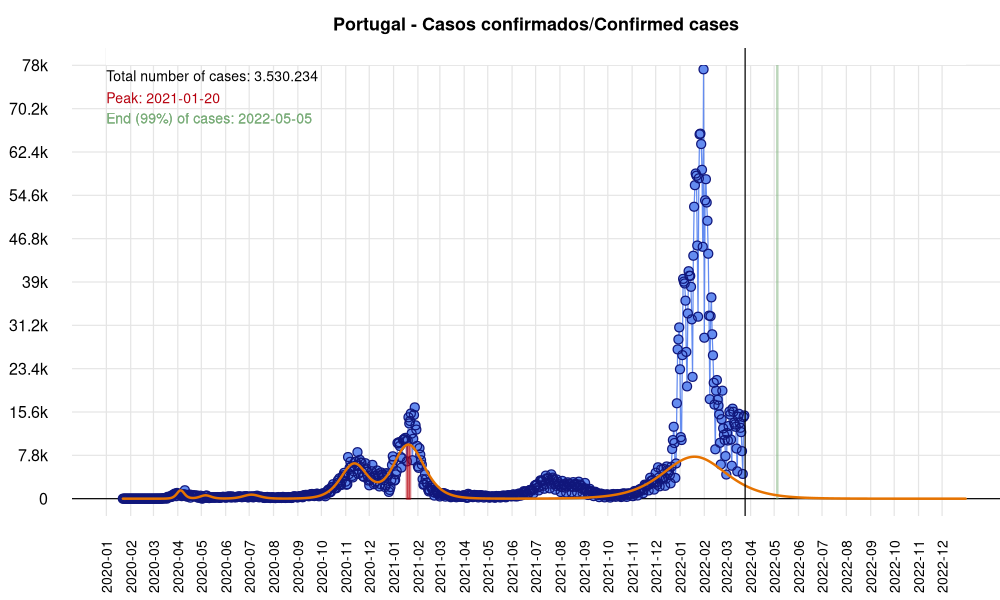 Portugal - Casos confirmados/Confirmed cases
Total number of cases: 3.530.234
Peak: 2021-01-20
End (99%) of cases: 2022-05-05
78k
70.2k
62.4k
54.6k
46.8k
39k
31.2k
23.4k
15.6k
7.8k
0
2020-01
2020-02
2020-03
2020-04
2020-05
2020-06
2020-07
2020-08
2020-09
2020-10
2020-11
2020-12
2021-01
2021-02
2021-03
2021-04
2021-05
2021-06
2021-07
2021-08
2021-09
2021-10
2021-11
2021-12
2022-01
2022-02
2022-03
2022-04
2022-05
2022-06
2022-07
2022-08
2022-09
2022-10
2022-11
2022-12